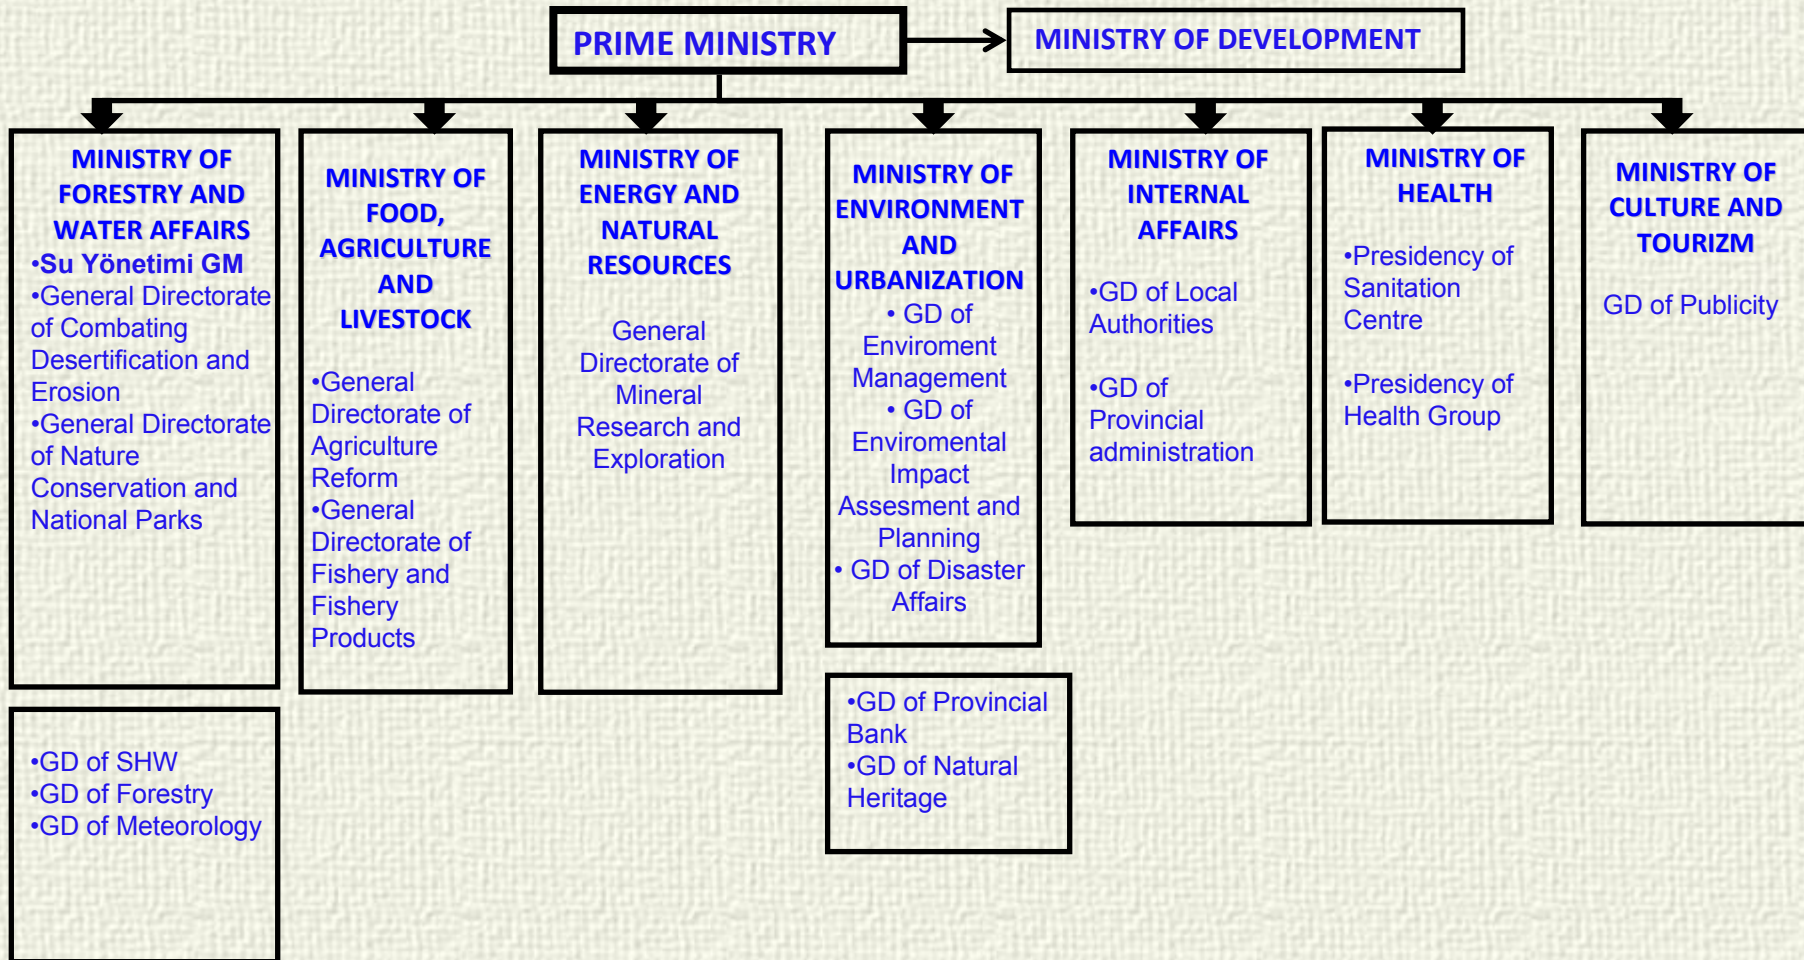 PRIME MINISTRY
MINISTRY OF DEVELOPMENT
MINISTRY OF
FORESTRY AND
WATER AFFAIRS
•Su Yönetimi GM
•General Directorate
of Combating
Desertification and
Erosion
•General Directorate
of Nature
Conservation and
National Parks
•GD of SHW
•GD of Forestry
•GD of Meteorology
MINISTRY OF
FOOD,
AGRICULTURE
AND
LIVESTOCK
•General
Directorate of
Agriculture
Reform
•General
Directorate of
Fishery and
Fishery
Products
MINISTRY OF
ENERGY AND
NATURAL
RESOURCES
General
Directorate of
Mineral
Research and
Exploration
MINISTRY OF
ENVIRONMENT
AND
URBANIZATION
• GD of
Enviroment
Management
• GD of
Enviromental
Impact
Assesment and
Planning
• GD of Disaster
Affairs
•GD of Provincial
Bank
•GD of Natural
Heritage
MINISTRY OF
INTERNAL
AFFAIRS
•GD of Local
Authorities
•GD of
Provincial
administration
MINISTRY OF
HEALTH
•Presidency of
Sanitation
Centre
•Presidency of
Health Group
MINISTRY OF
CULTURE AND
TOURIZM
GD of Publicity